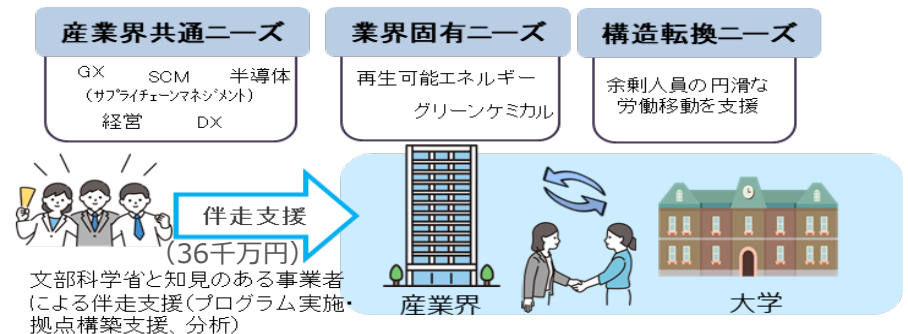 産業界共通ニーズ
GX SCM 半導体
（サプライチェーンマネジメント）
経営 DX
業界固有ニーズ
再生可能エネルギー
グリーンケミカル
構造転換ニーズ
余剰人員の円滑な
労働移動を支援
伴走支援
（36千万円）
文部科学省と知見のある事業者
による伴走支援（プログラム実施・
拠点構築支援、分析）
産業界
大学